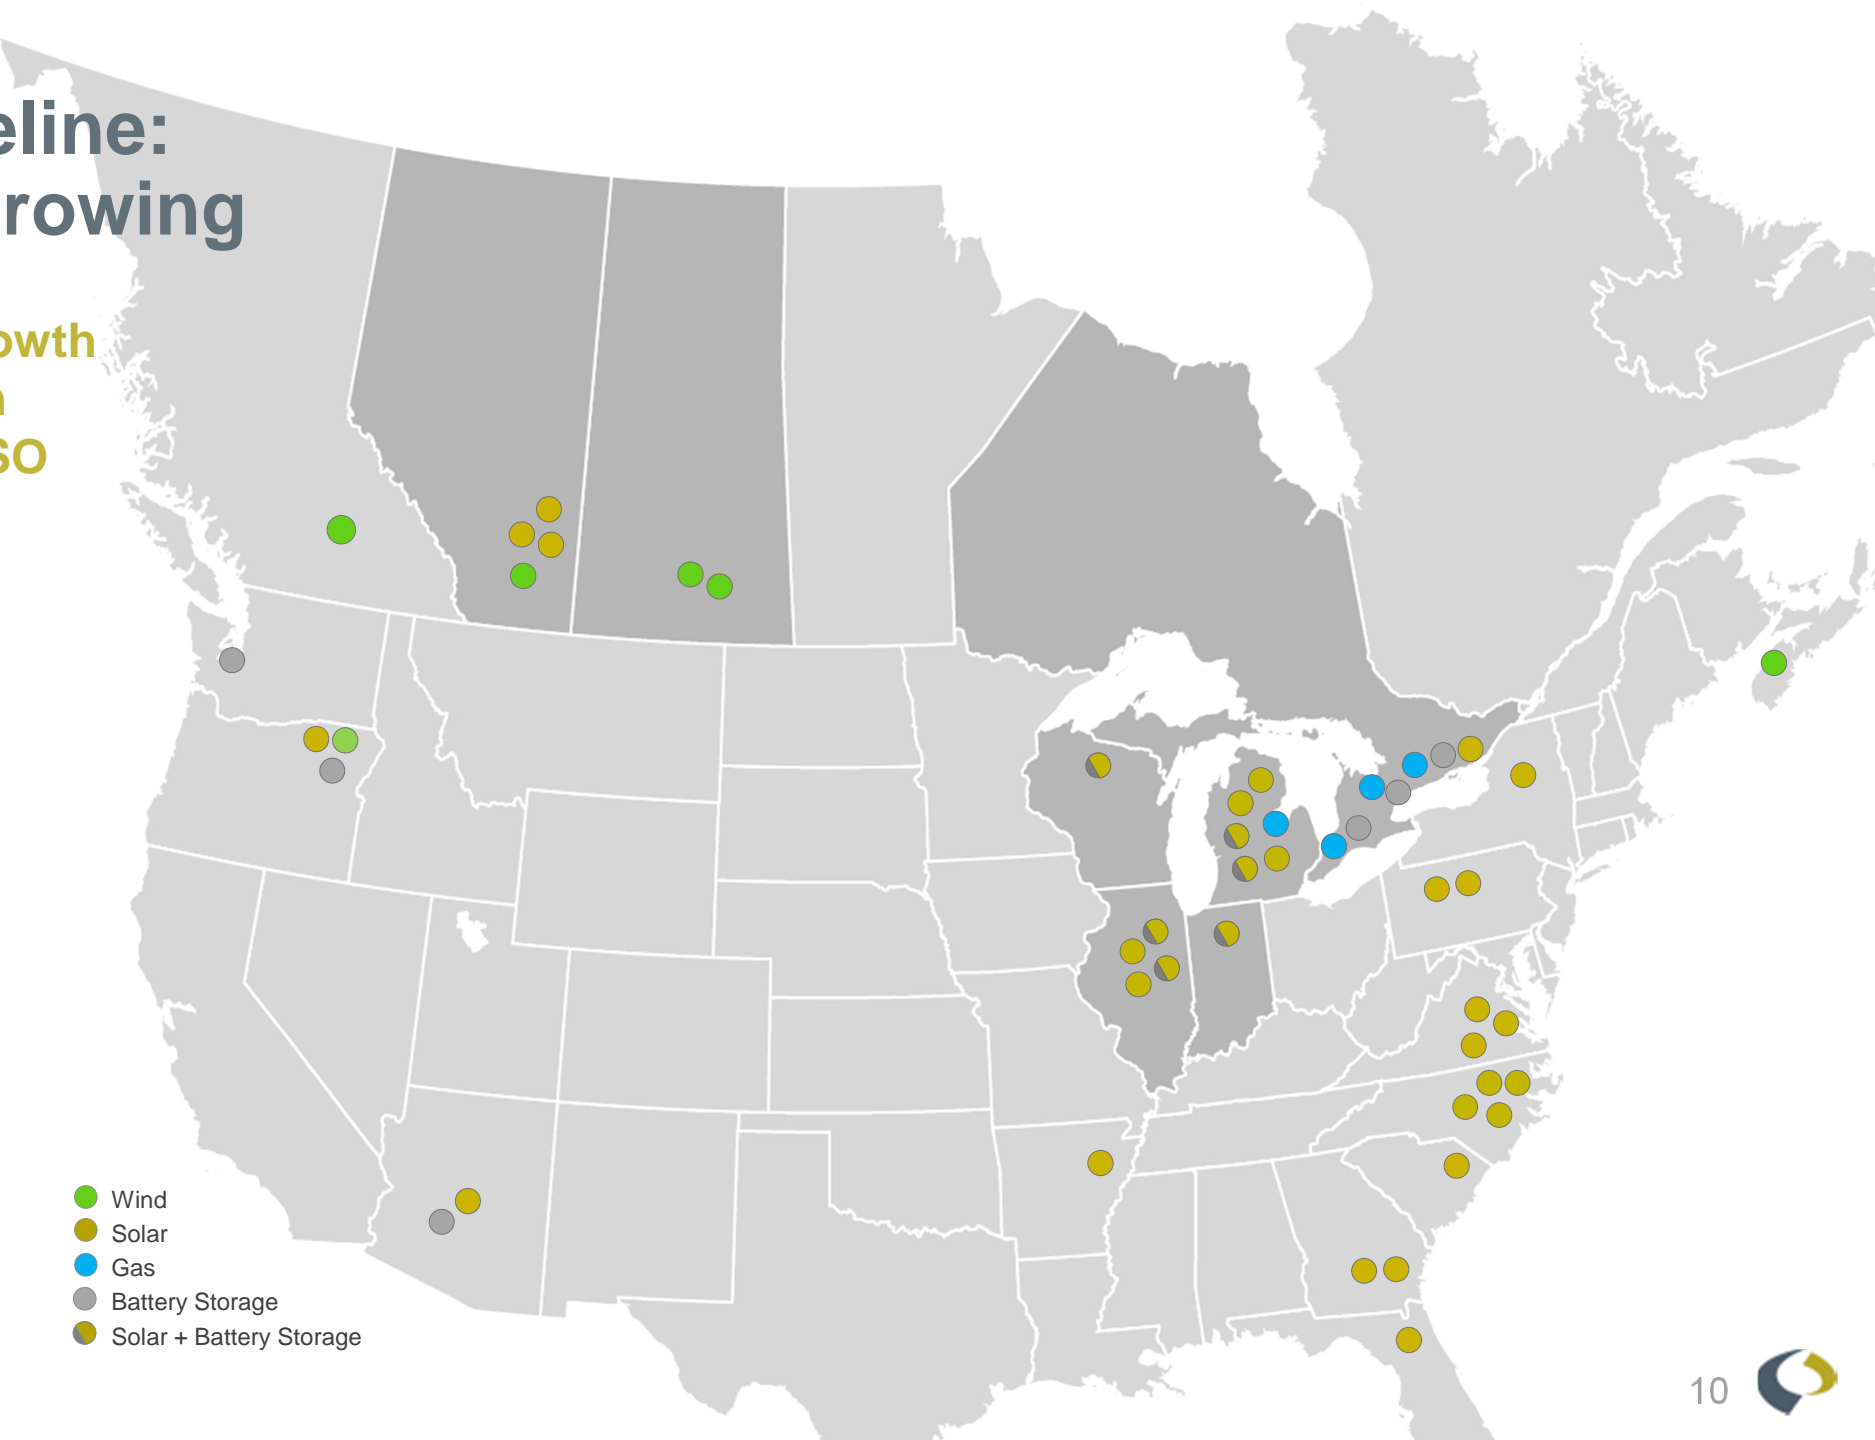 eline:
rowing
owth
n
SO
Wind
Solar
Gas
Battery Storage
Solar + Battery Storage
10